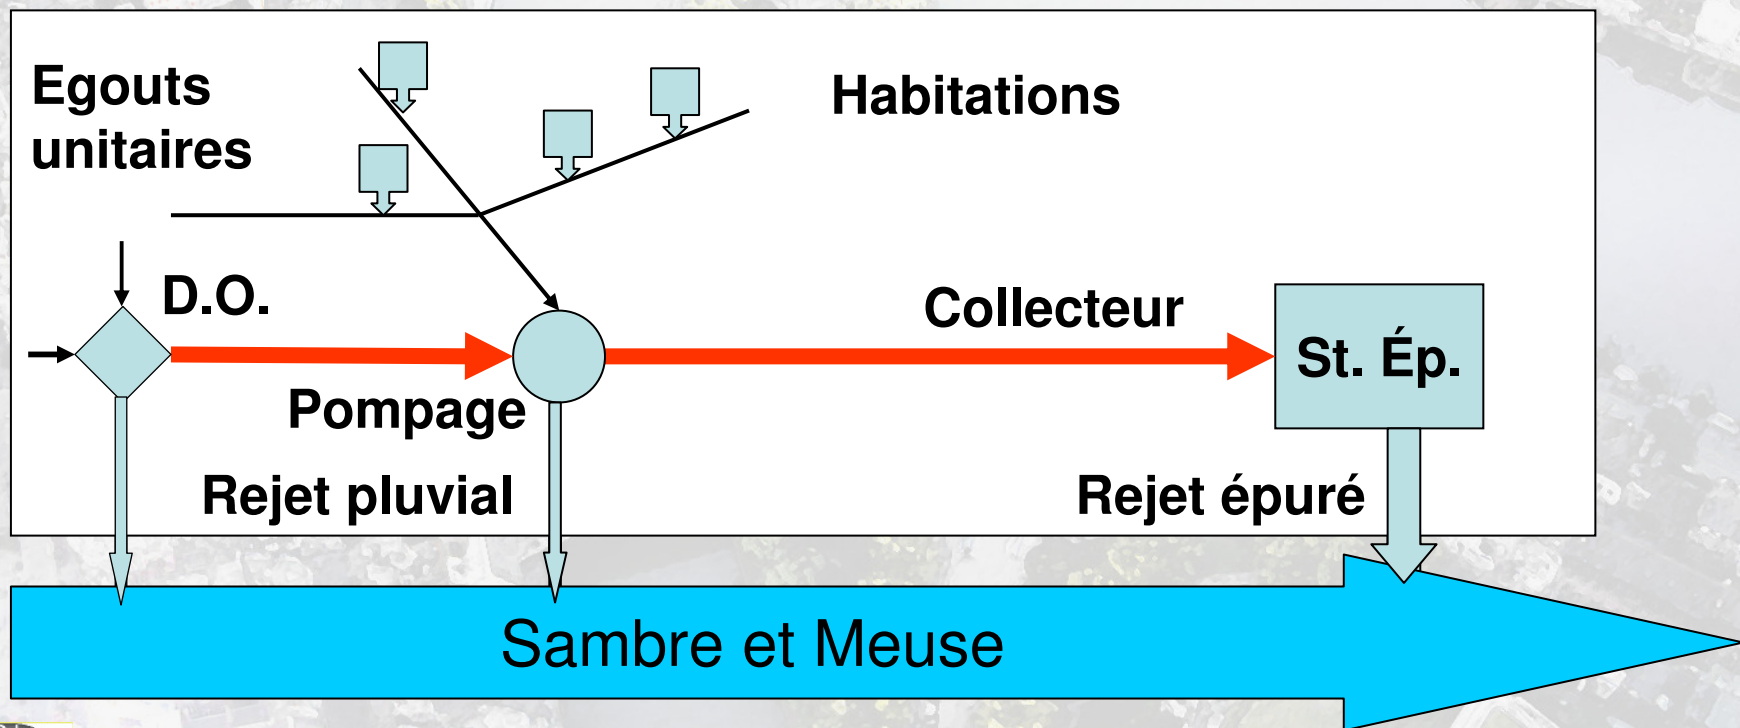 Egouts
unitaires
Habitations
D.O.
Collecteur
St. Ép.
Pompage
Rejet pluvial
Rejet épuré
Sambre et Meuse